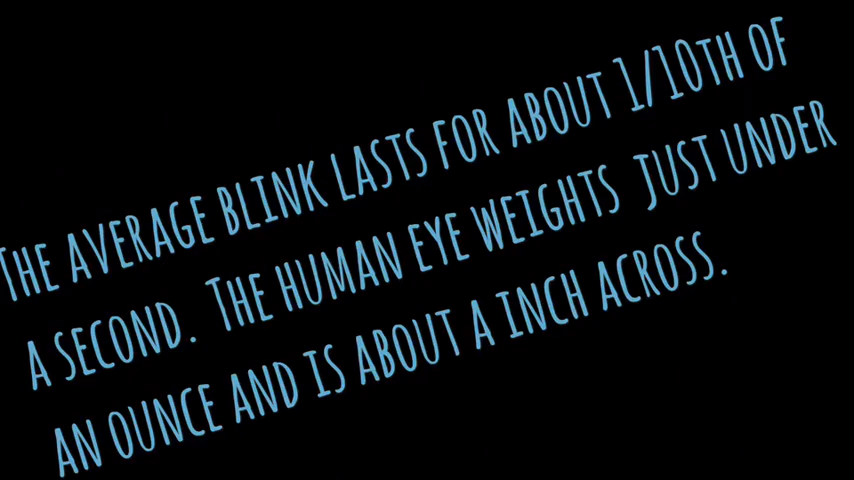 The average blink lasts for about 1/10th of
a second. The human eye weights just under
an ounce and is about a inch across.